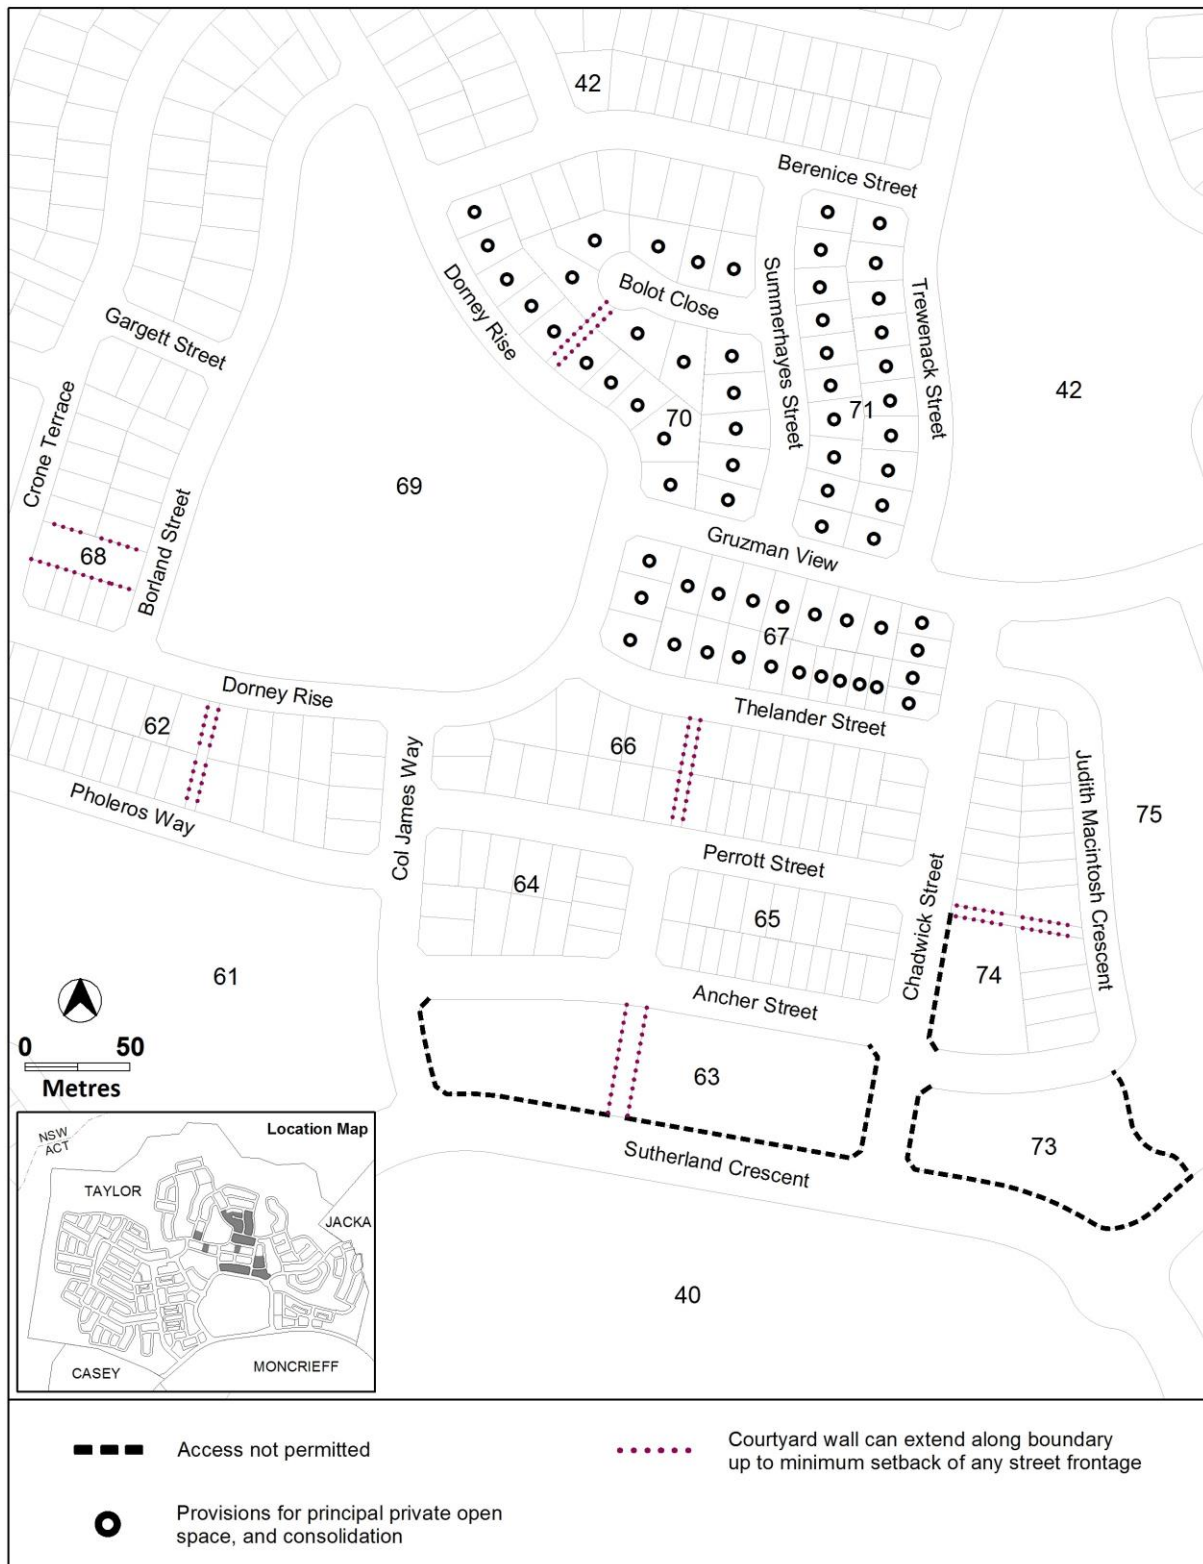 42
Berenice Street
Dorney Rise
Bolot Close
Summerhayes Street
Trewenack Street
42
Gargett Street
Crone Terrace
Borland Street
68
69
70
71
Gruzman View
67
Dorney Rise
62
Pholeros Way
Col James Way
66
Thelander Street
Judith Macintosh Crescent
75
Perrott Street
64
65
Chadwick Street
74
61
Ancher Street
63
Sutherland Crescent
73
40
0 50
Metres
Location Map
NSW
ACT
TAYLOR
JACKA
CASEY
MONCRIEFF
Access not permitted
Courtyard wall can extend along boundary
up to minimum setback of any street frontage
Provisions for principal private open
space, and consolidation